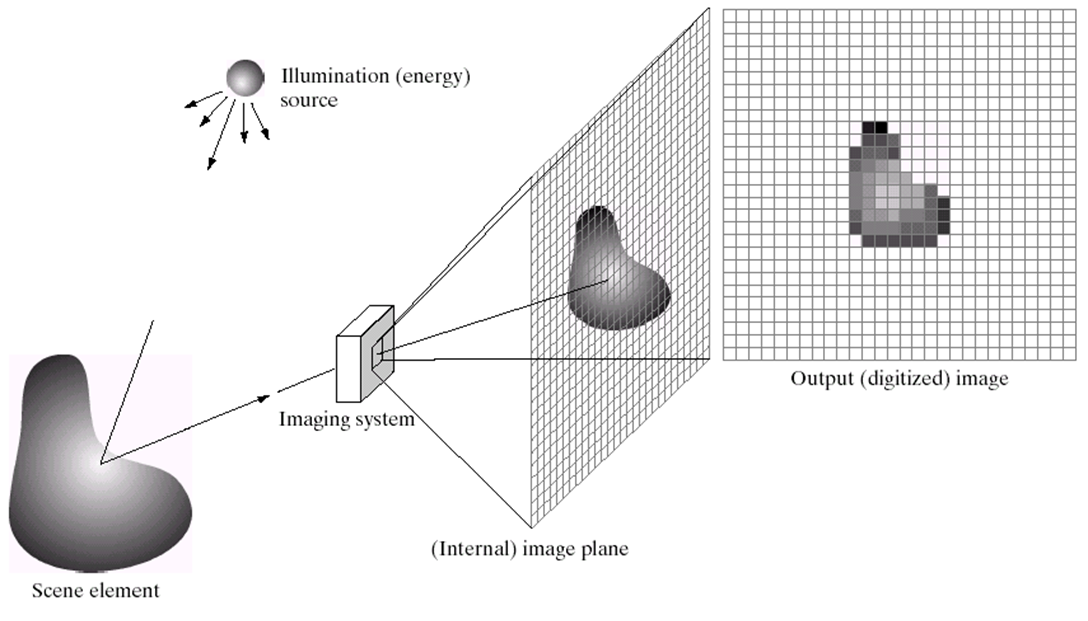 Illumination (energy)
source
Output (digitized) image
Imaging system
(Internal) image plane
Scene element